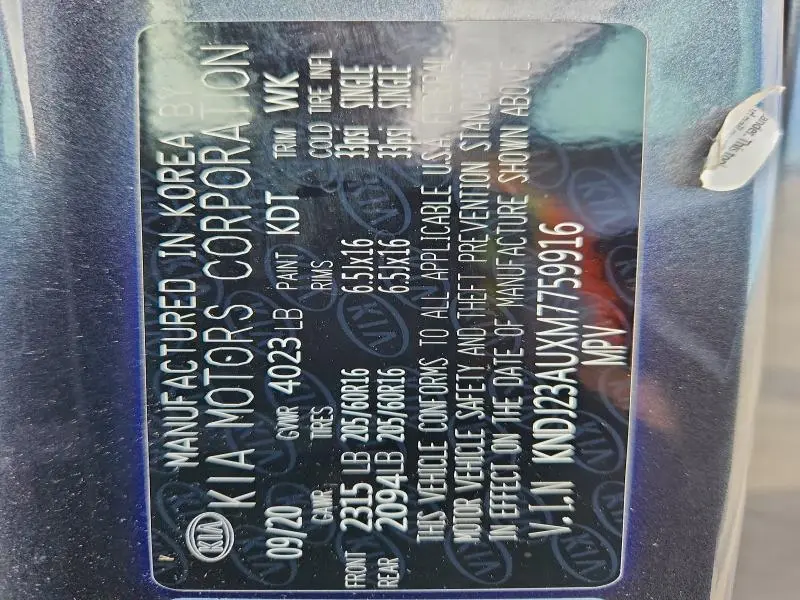 MANUFACTURED IN KOREA BY
KIA KIA MOTORS CORPORATION
09/20 GVWR 4023 LB PAINT KDT TRIM WK
GAWR TIRES RIMS COLD TIRE INFL
FRONT 2315 LB 205/60R16 6.5Jx16 33psi SINGLE
REAR 2094 LB 205/60R16 6.5Jx16 33psi SINGLE
THIS VEHICLE CONFORMS TO ALL APPLICABLE U.S.A. FEDERAL
MOTOR VEHICLE SAFETY AND THEFT PREVENTION STANDARDS
IN EFFECT ON THE DATE OF MANUFACTURE SHOWN ABOVE
V.I.N KNDJ23AUXM7759916
MPV